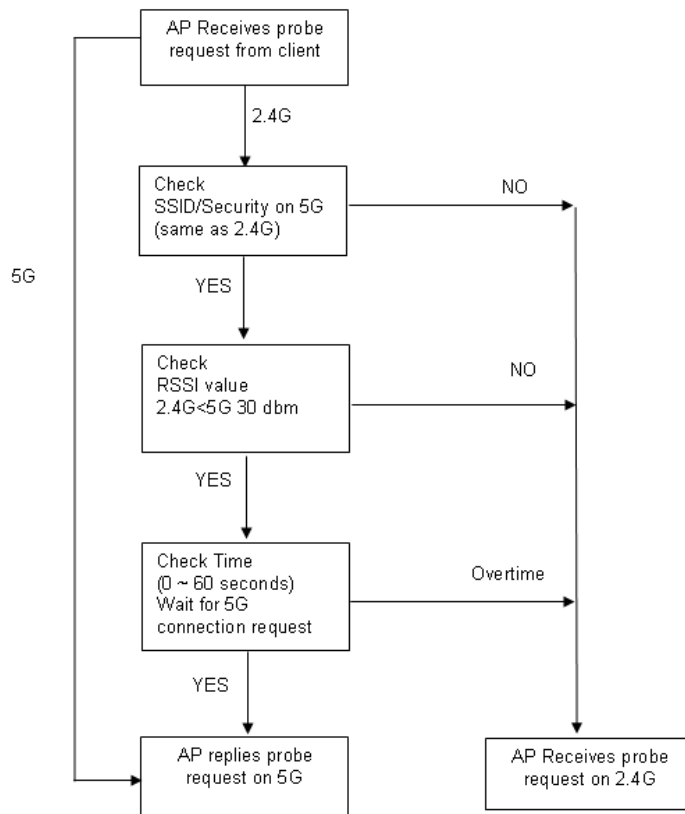 AP Receives probe
request from client
2.4G
Check
SSID/Security on 5G
(same as 2.4G)
NO
5G
YES
Check
RSSI value
2.4G<5G 30 dbm
NO
YES
Check Time
(0 ~ 60 seconds)
Wait for 5G
connection request
Overtime
YES
AP replies probe
request on 5G
AP Receives probe
request on 2.4G